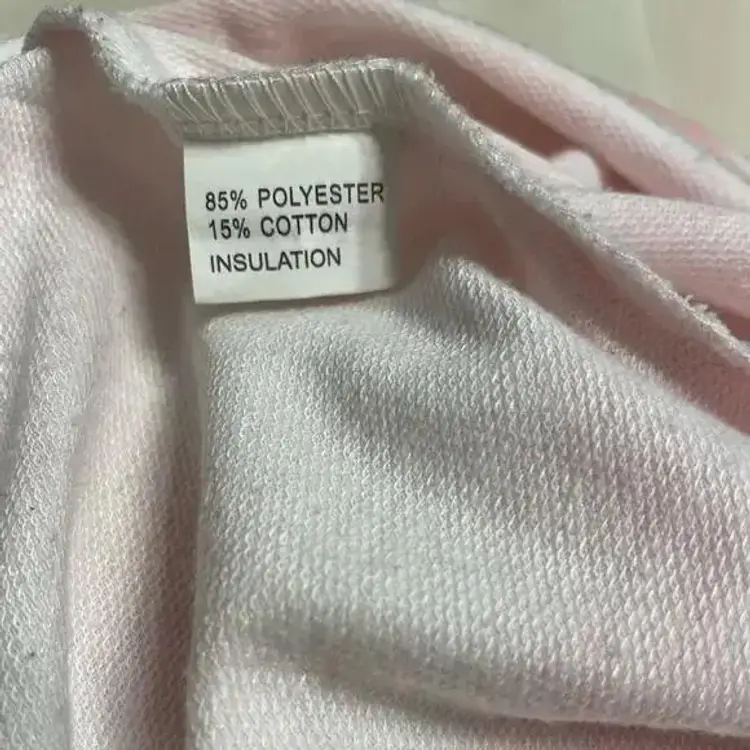 85% POLYESTER
15% COTTON
INSULATION